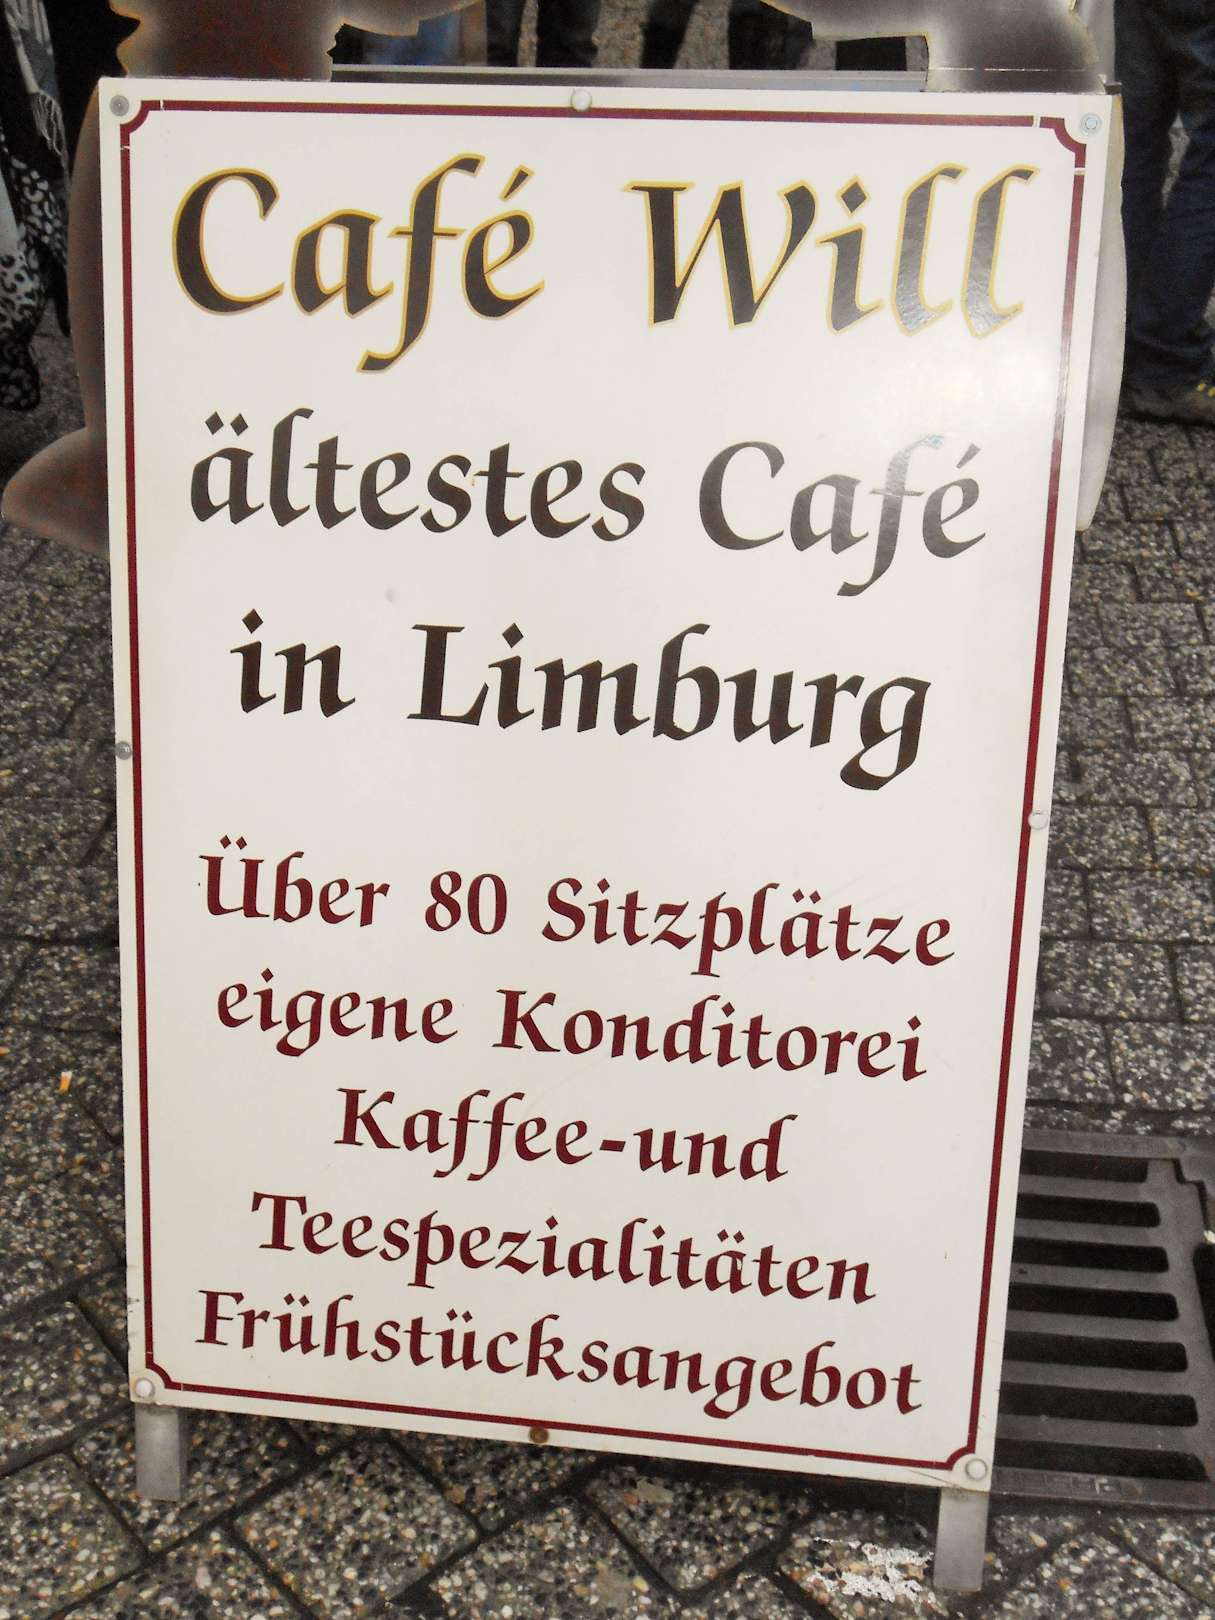 Café Will
ältestes Café
in Limburg
Über 80 Sitzplätze
eigene Konditorei
Kaffee-und
Teespezialitäten
Frühstücksangebot